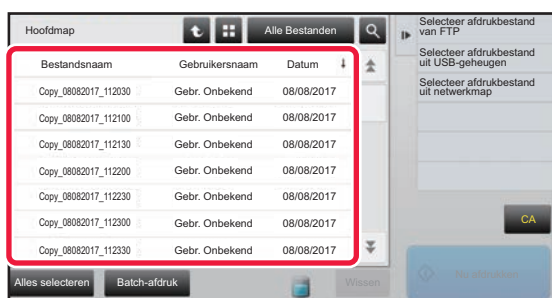 Hoofdmap
Alle Bestanden
Bestandsnaam Gebruikersnaam Datum ↓
Copy_08082017_112030 Gebr. Onbekend 08/08/2017
Copy_08082017_112100 Gebr. Onbekend 08/08/2017
Copy_08082017_112130 Gebr. Onbekend 08/08/2017
Copy_08082017_112200 Gebr. Onbekend 08/08/2017
Copy_08082017_112230 Gebr. Onbekend 08/08/2017
Copy_08082017_112300 Gebr. Onbekend 08/08/2017
Copy_08082017_112330 Gebr. Onbekend 08/08/2017
Alles selecteren Batch-afdruk Wissen
Selecteer afdrukbestand
van FTP
Selecteer afdrukbestand
uit USB-geheugen
Selecteer afdrukbestand
uit netwerkmap
CA
Nu afdrukken